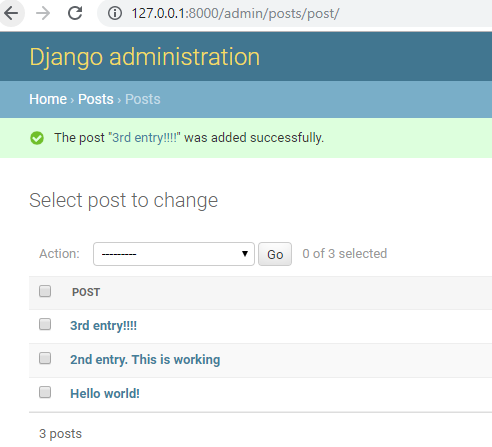 127.0.0.1:8000/admin/posts/post/
Django administration
Home › Posts › Posts
The post "3rd entry!!!!" was added successfully.
Select post to change
Action: --------- Go 0 of 3 selected
POST
3rd entry!!!!
2nd entry. This is working
Hello world!
3 posts